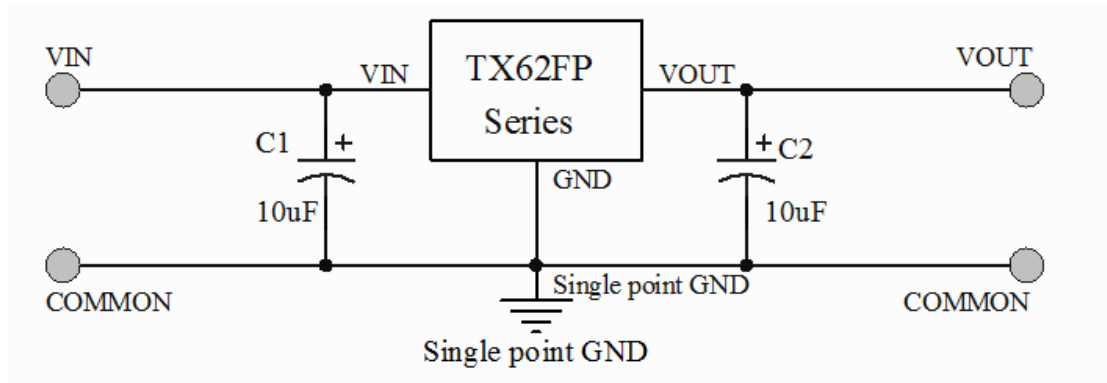 VIN
VIN
TX62FP
Series
VOUT
VOUT
C1
+
10uF
GND
+
C2
10uF
COMMON
Single point GND
COMMON
Single point GND